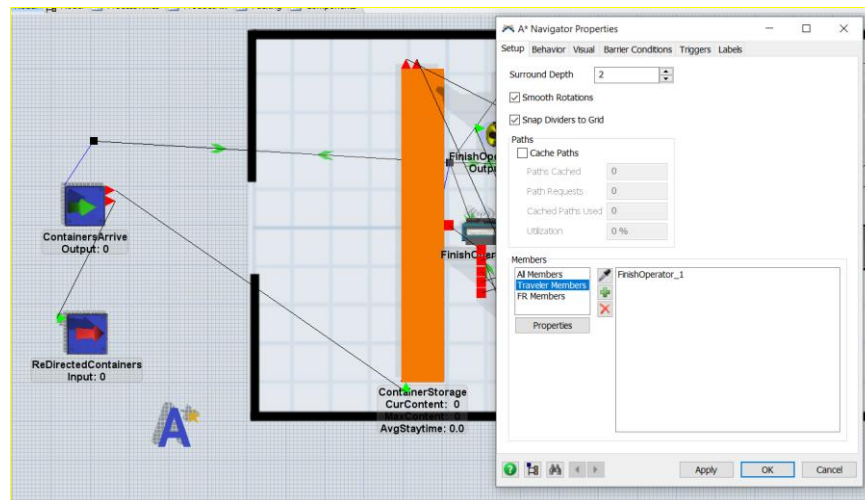 A* Navigator Properties
Setup Behavior Visual Barrier Conditions Triggers Labels
Surround Depth 2
Smooth Rotations
Snap Dividers to Grid
Paths
Cache Paths
Paths Cached 0
Path Requests 0
Cached Paths Used 0
Utilization 0 %
Members
All Members
Traveler Members
FR Members
FinishOperator_1
Properties
Apply OK Cancel
ContainersArrive
Output: 0
ReDirectedContainers
Input: 0
A
ContainerStorage
CurContent: 0
MaxContent: 0
AvgStaytime: 0.0